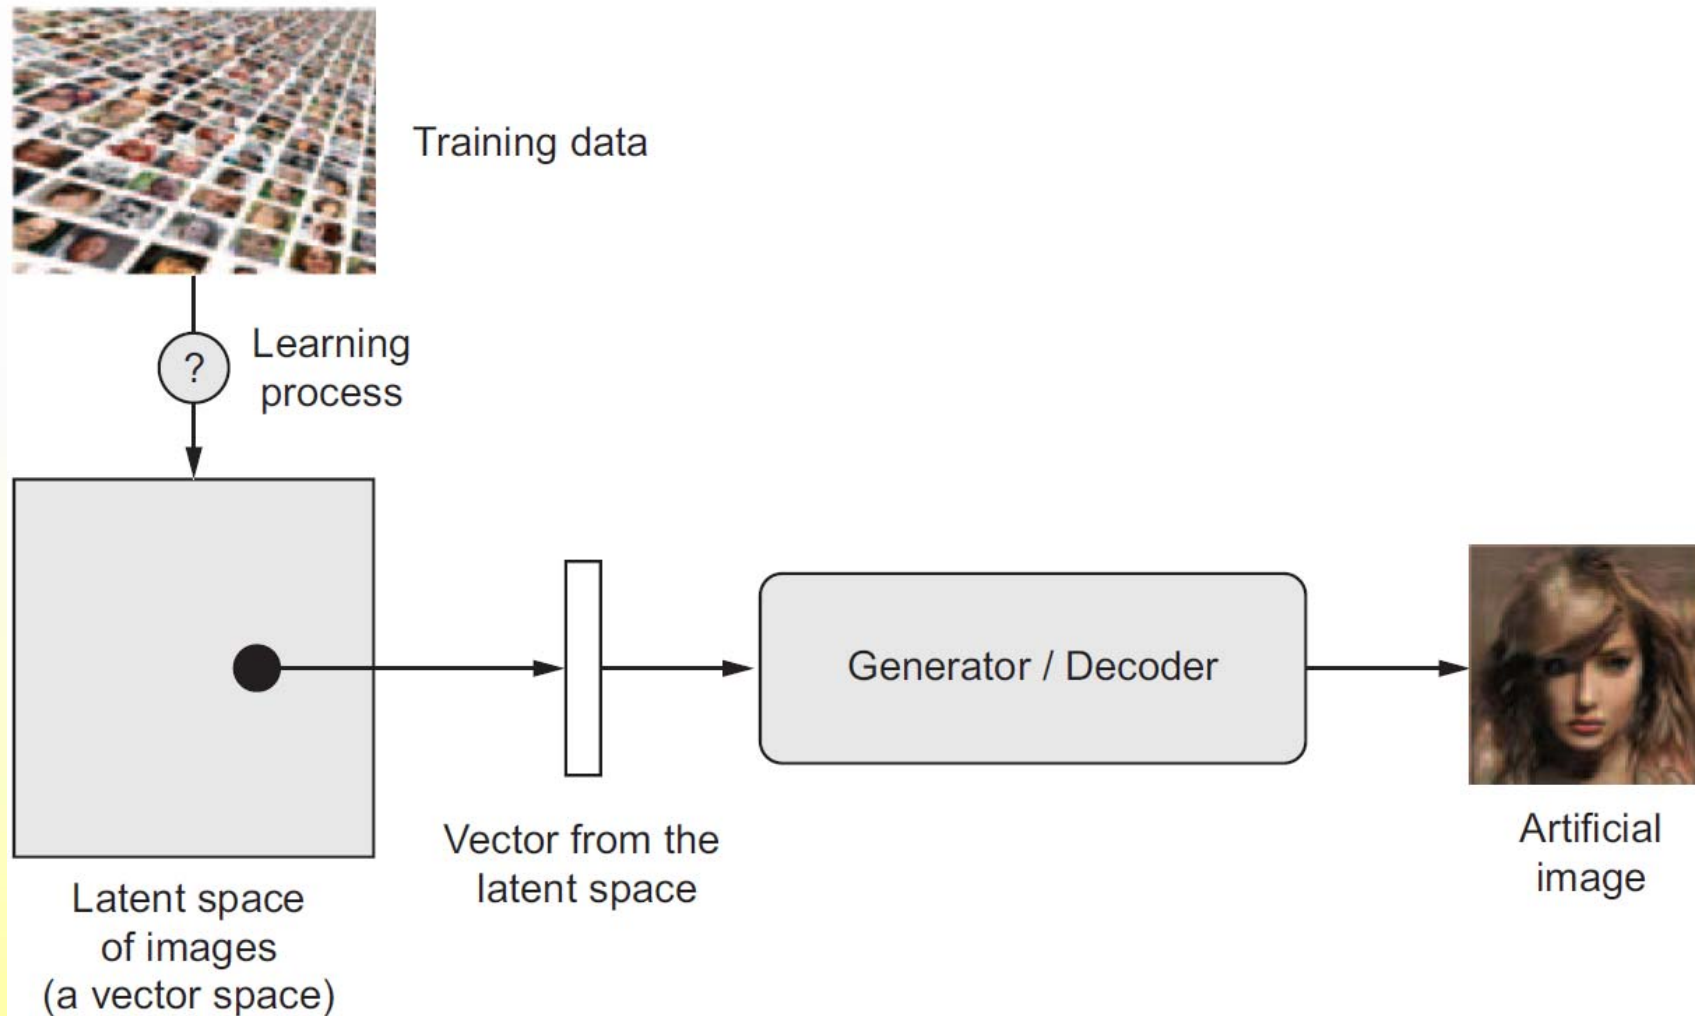 Training data
?
Learning
process
Generator / Decoder
Vector from the
latent space
Artificial
image
Latent space
of images
(a vector space)